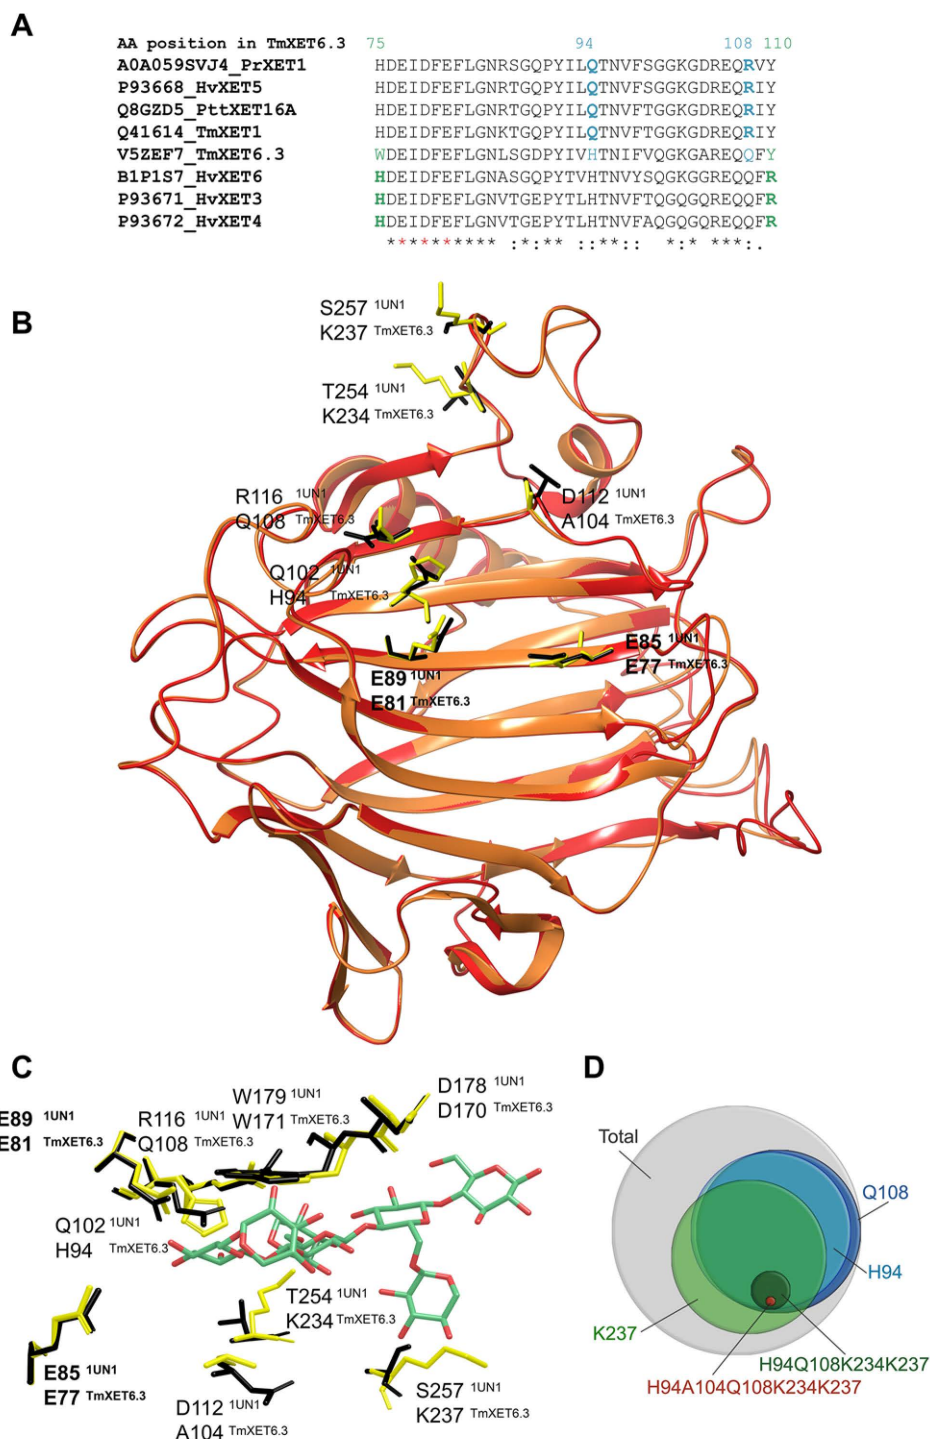 A
AA position in TmXET6.3 75 94 108 110
A0A059SVJ4_PrXET1 HDEIDFEFLGNRSGQPYILQTNVFSGGKGDREQRVY
P93668_HvXET5 HDEIDFEFLGNRTGQPYILQTNVFSGGKGDREQRIY
Q8GZD5_PttXET16A HDEIDFEFLGNRTGQPYILQTNVFTGGKGDREQRIY
Q41614_TmXET1 HDEIDFEFLGNKTGQPYILQTNVFTGGKGDREQRIY
V5ZEF7_TmXET6.3 WDEIDFEFLGNLSGDPYIVHTNIFTQGKGAREQQFY
B1P1S7_HvXET6 HDEIDFEFLGNASGQPYTVHTNVYSQGKGGREQQFR
P93671_HvXET3 HDEIDFEFLGNVTGEPYTLHTNVFTQGQGQREQQFR
P93672_HvXET4 HDEIDFEFLGNVTGEPYTLHTNVFAQGQGQREQQFR
********** :*:** :**:: ** ***:.
B
S257 1UN1
K237 TmXET6.3
T254 1UN1
K234 TmXET6.3
R116 1UN1
Q108 TmXET6.3
D112 1UN1
A104 TmXET6.3
Q102 1UN1
H94 TmXET6.3
E85 1UN1
E77 TmXET6.3
E89 1UN1
E81 TmXET6.3
C
E89 1UN1
E81 TmXET6.3
R116 1UN1
Q108 TmXET6.3
W179 1UN1
W171 TmXET6.3
D178 1UN1
D170 TmXET6.3
Q102 1UN1
H94 TmXET6.3
T254 1UN1
K234 TmXET6.3
E85 1UN1
E77 TmXET6.3
D112 1UN1
A104 TmXET6.3
S257 1UN1
K237 TmXET6.3
D
Total
Q108
H94
K237
H94Q108K234K237
H94A104Q108K234K237